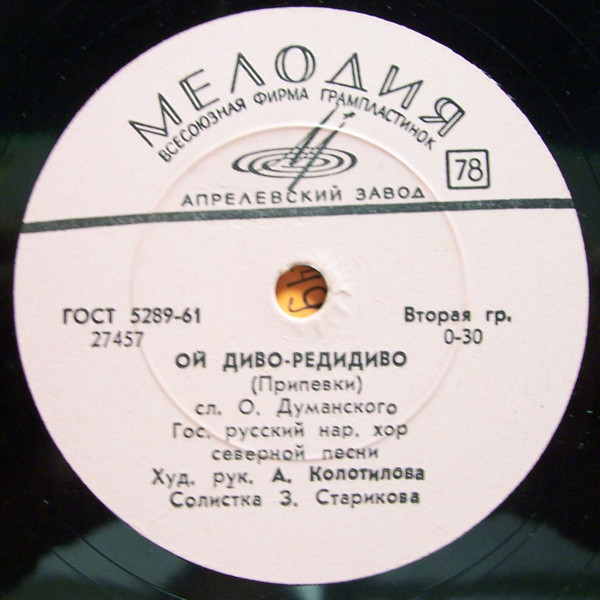 МЕЛОДИЯ
ВСЕСОЮЗНАЯ ФИРМА ГРАМПЛАСТИНОК
78
АПРЕЛЕВСКИЙ ЗАВОД
ГОСТ 5289-61
27457
Вторая гр.
0-30
ОЙ ДИВО-РЕДИДИВО
(Припевки)
сл. О. Думанского
Гос. русский нар. хор
северной песни
Худ. рук. А. Колотилова
Солистка З. Старикова